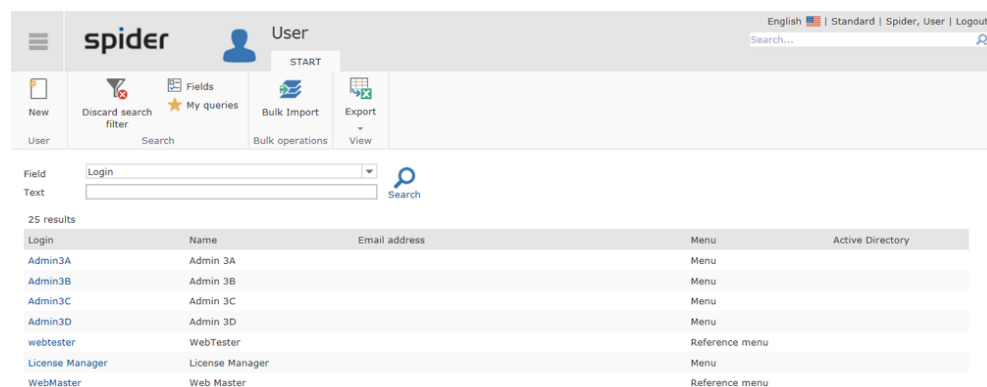 English | Standard | Spider, User | Logout
spider
User
Search...
START
New
Discard search filter
Fields
My queries
Bulk Import
Export
User
Search
Bulk operations
View
Field
Login
Text
Search
25 results
Login Name Email address Menu Active Directory
Admin3A Admin 3A Menu
Admin3B Admin 3B Menu
Admin3C Admin 3C Menu
Admin3D Admin 3D Menu
webtester WebTester Reference menu
License Manager License Manager Menu
WebMaster Web Master Reference menu